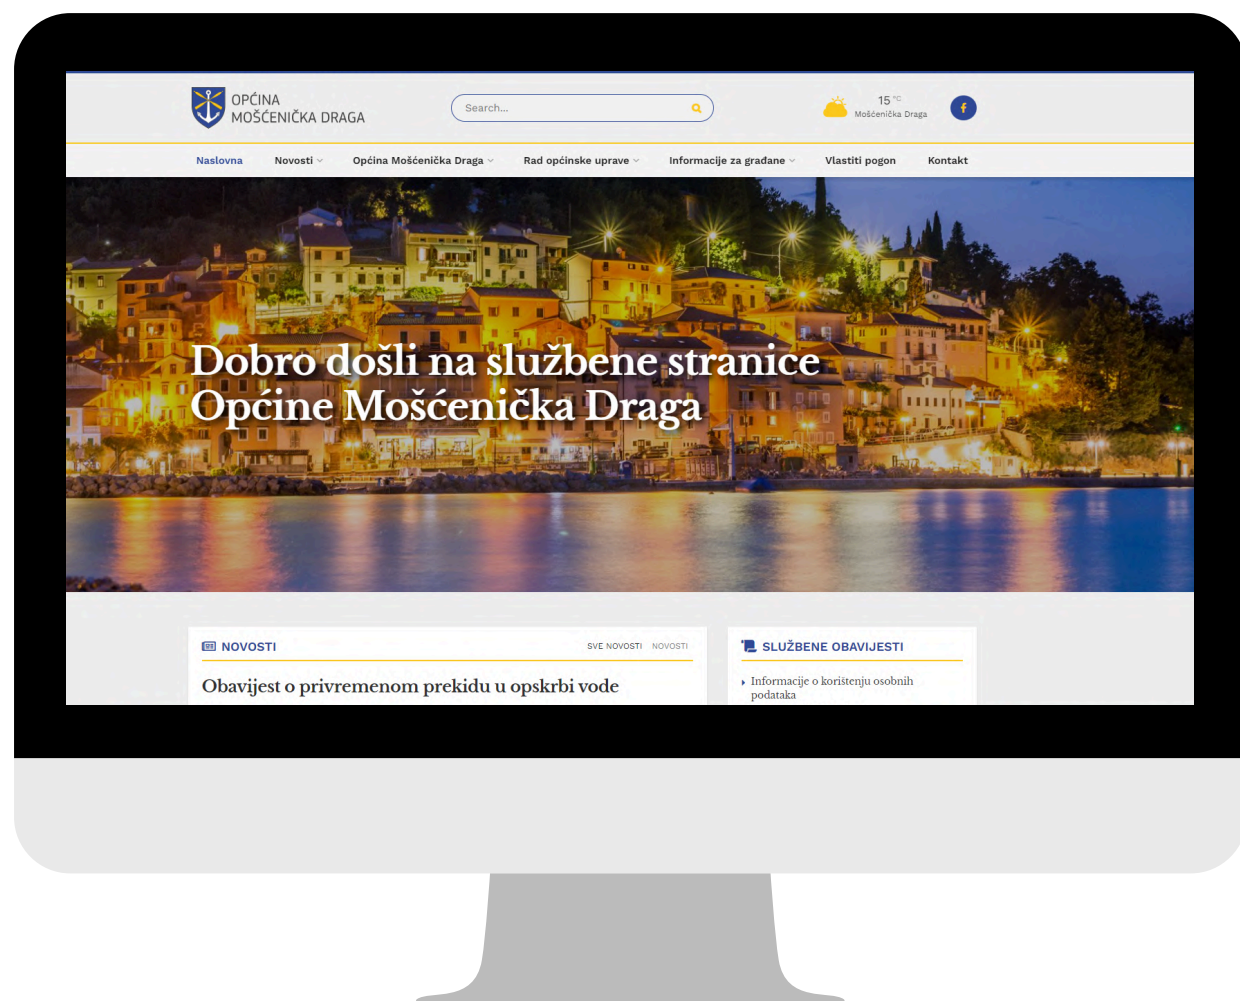 OPĆINA
MOŠĆENIČKA DRAGA
Search...
15 °C
Mošćenička Draga
Naslovna Novosti Općina Mošćenička Draga Rad općinske uprave Informacije za građane Vlastiti pogon Kontakt
Dobro došli na službene stranice
Općine Mošćenička Draga
NOVOSTI SVE NOVOSTI NOVOSTI
Obavijest o privremenom prekidu u opskrbi vode
SLUŽBENE OBAVIJESTI
Informacije o korištenju osobnih
podataka